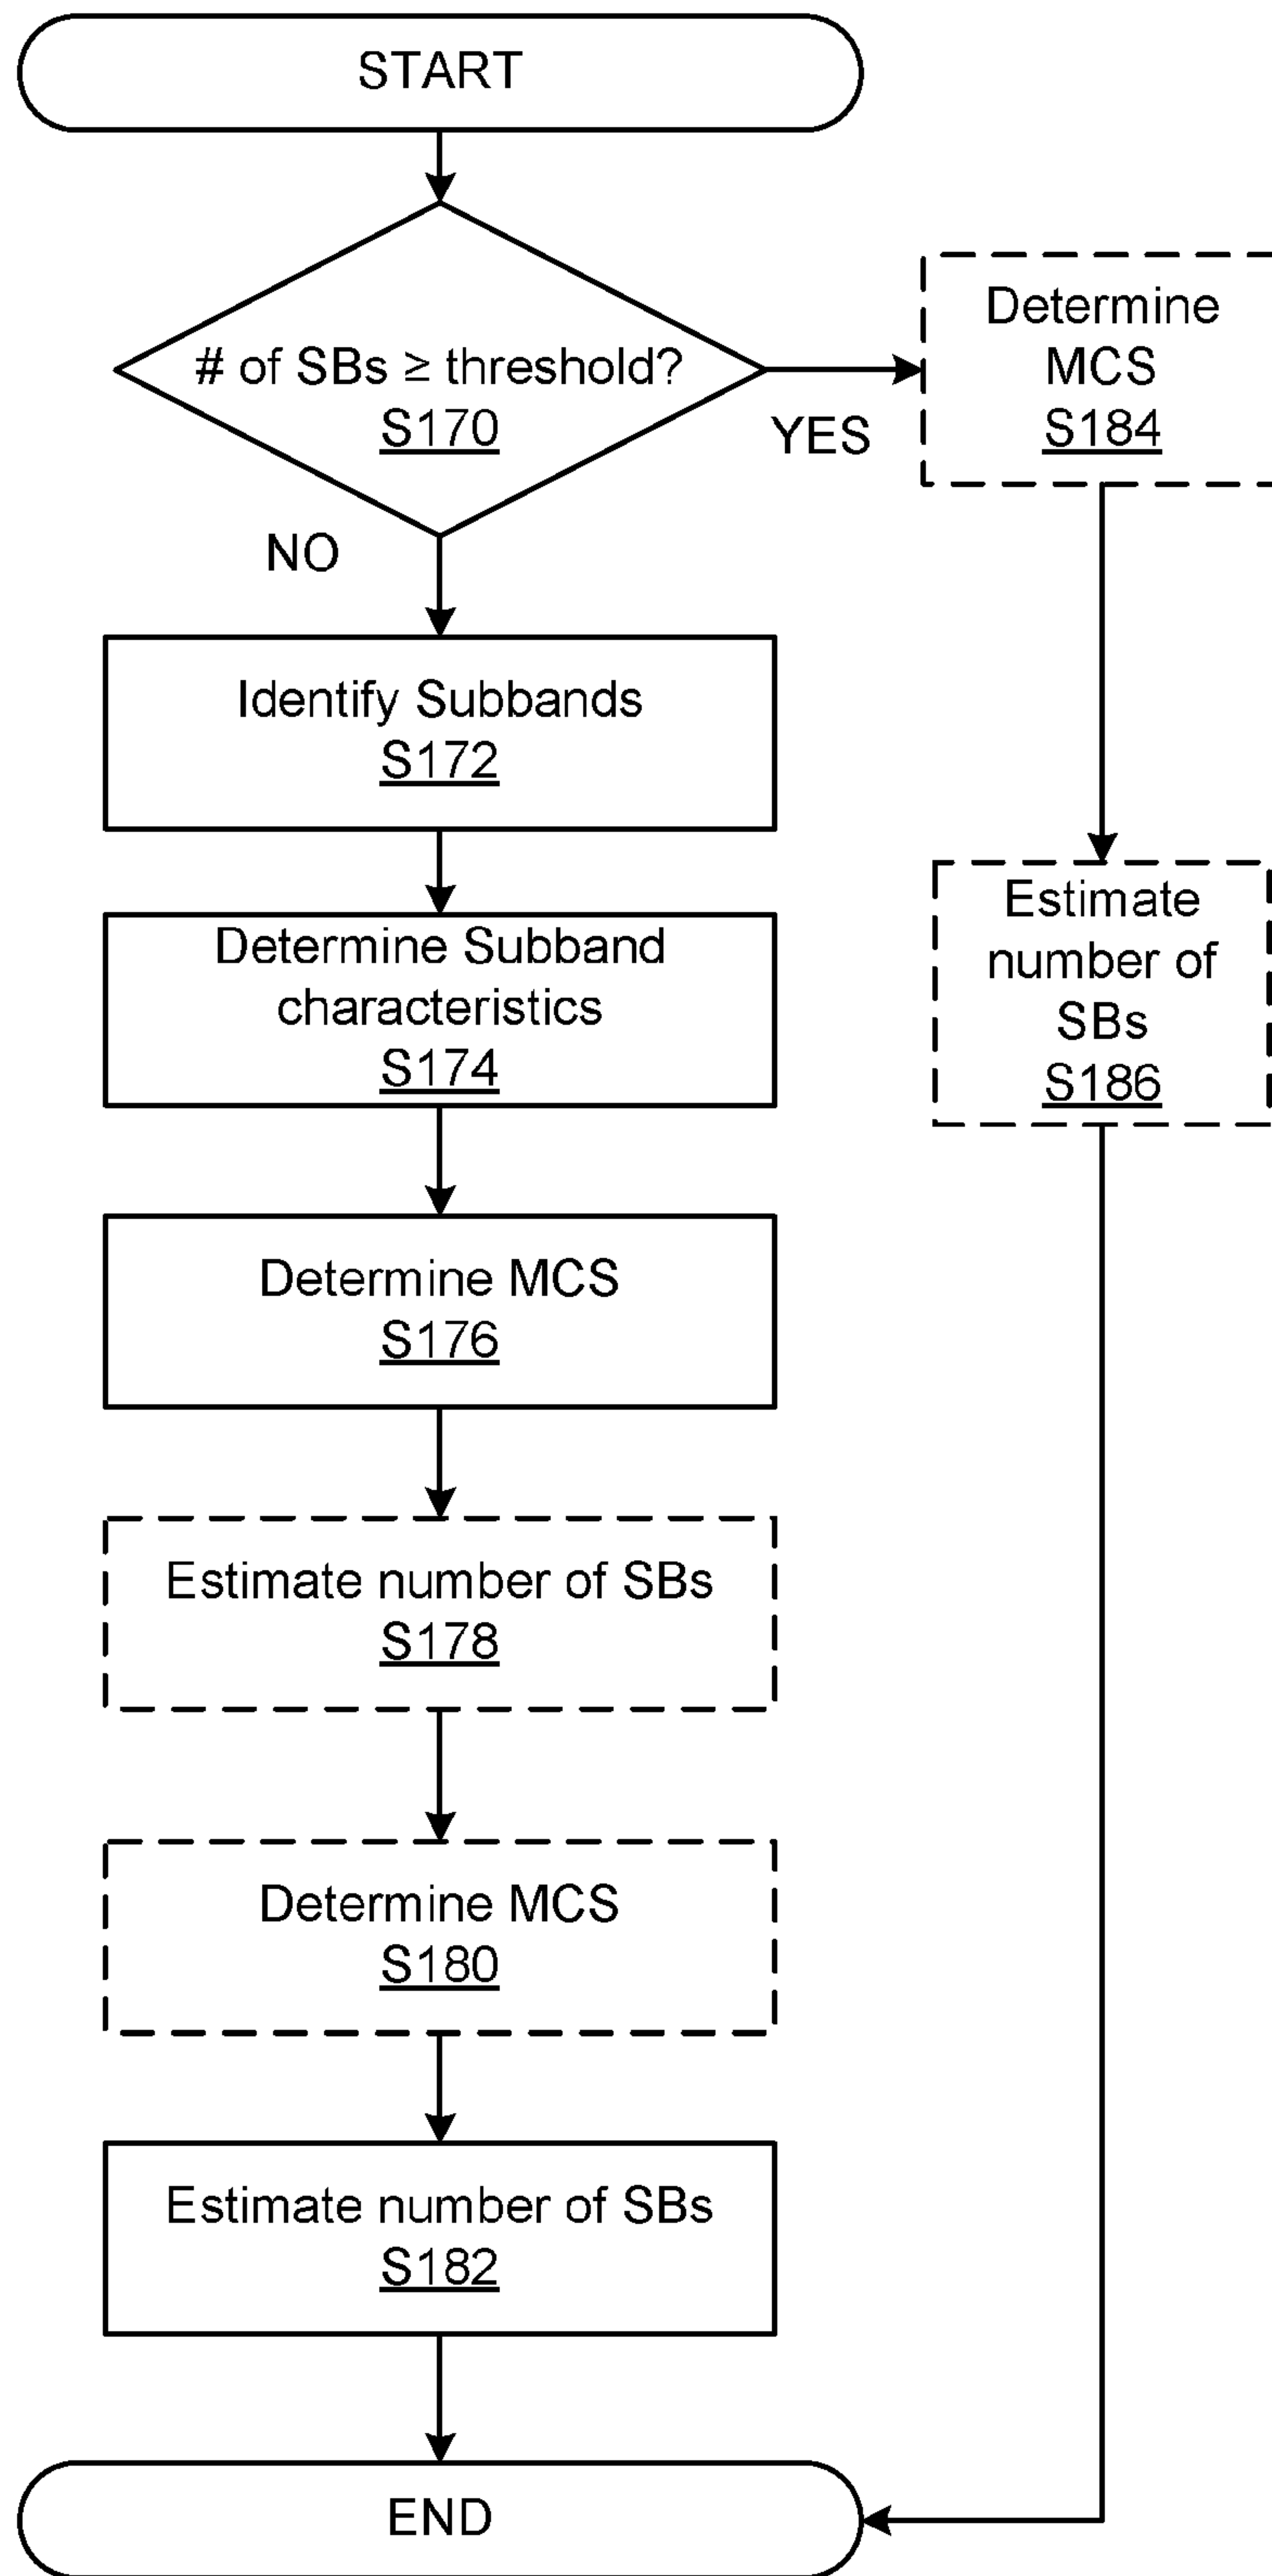 START
# of SBs ≥ threshold?
S170
YES
NO
Determine
MCS
S184
Identify Subbands
S172
Determine Subband
characteristics
S174
Estimate
number of
SBs
S186
Determine MCS
S176
Estimate number of SBs
S178
Determine MCS
S180
Estimate number of SBs
S182
END